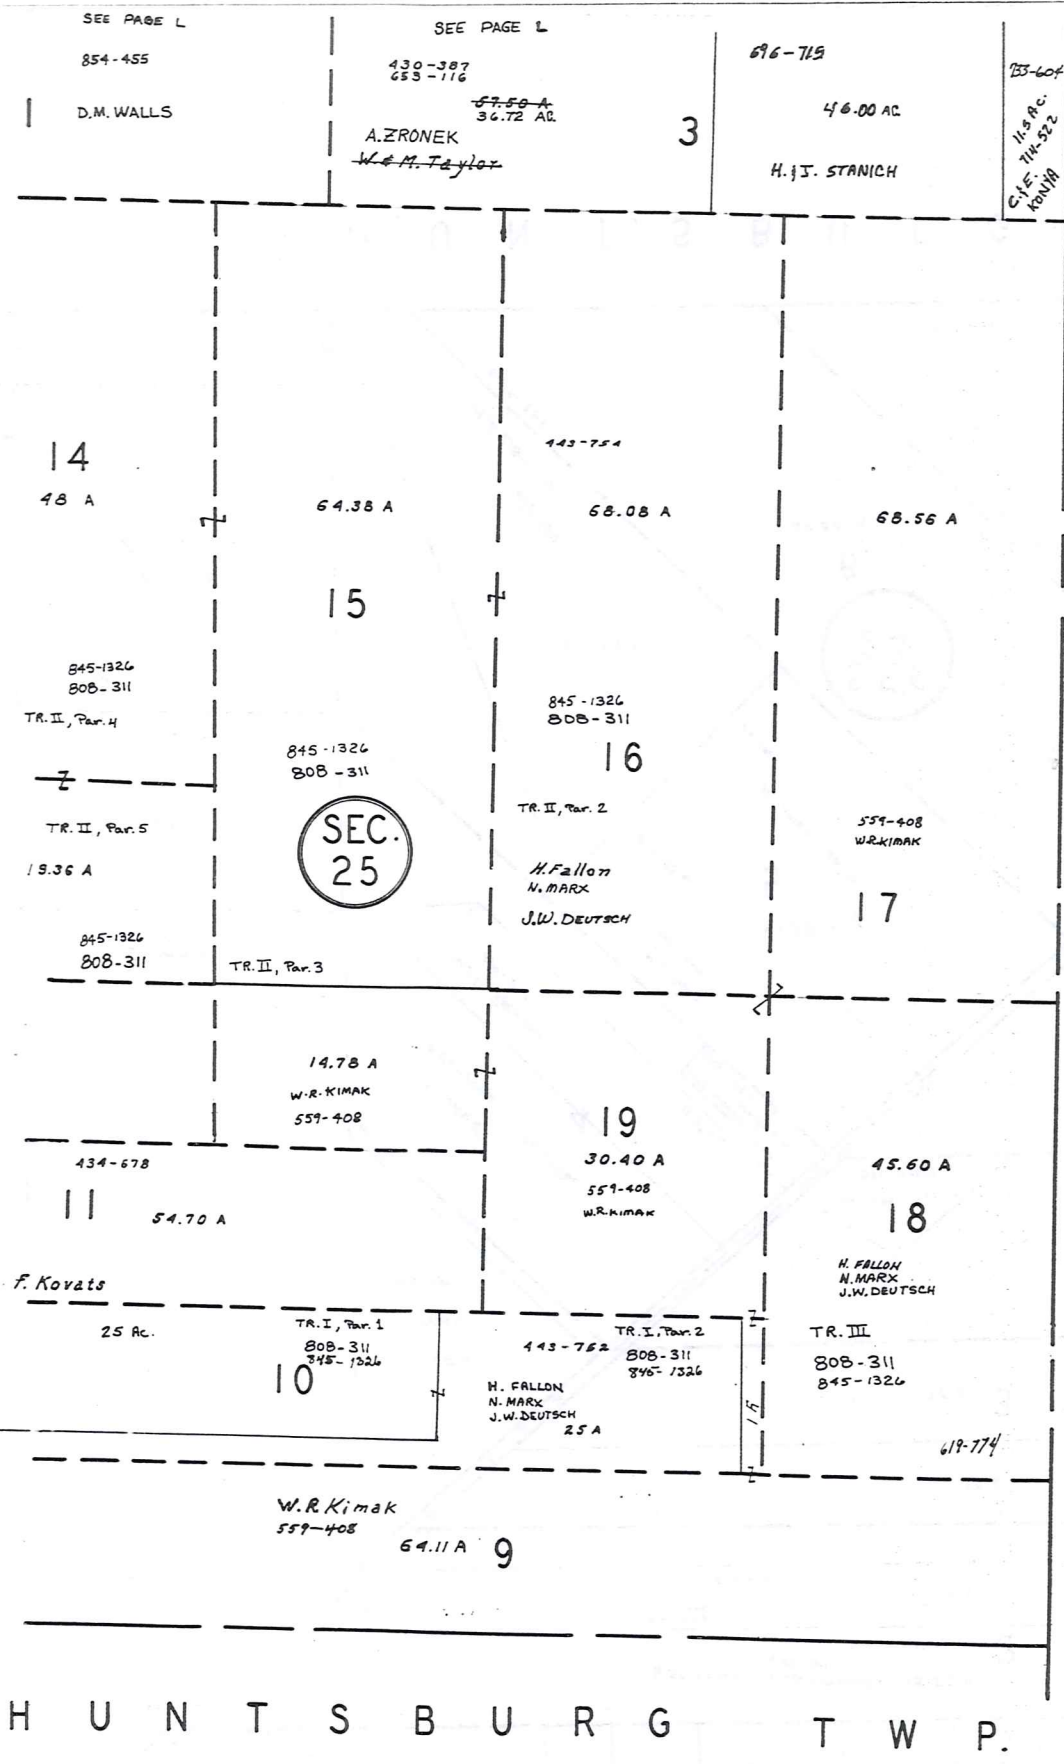 SEE PAGE L
854-455
D.M. WALLS
1
SEE PAGE L
430-387
653-116
57.50 A
36.72 AC.
A. ZRONEK
W. & M. Taylor
3
696-715
46.00 AC
H. & I. STANICH
11.5 AC.
714-522
C. & E. KONYA
14
48 A
845-1326
808-311
TR. II, Par. 4
TR. II, Par. 5
19.36 A
845-1326
808-311
64.38 A
15
845-1326
808-311
SEC.
25
TR. II, Par. 3
443-754
68.08 A
845-1326
808-311
16
TR. II, Par. 2
H. Fallon
N. MARX
J.W. DEUTSCH
68.56 A
559-408
W.R. KIMAK
17
14.78 A
W.R. KIMAK
559-408
434-678
11
54.70 A
F. Kovats
19
30.40 A
559-408
W.R. KIMAK
45.60 A
18
H. FALLON
N. MARX
J.W. DEUTSCH
TR. III
808-311
845-1326
619-774
25 Ac.
TR. I, Par. 1
808-311
845-1326
10
443-762
TR. I, Par. 2
808-311
845-1326
H. FALLON
N. MARX
J.W. DEUTSCH
25 A
W.R. Kimak
559-408
64.11 A
9
HUNTSBURG TWP.